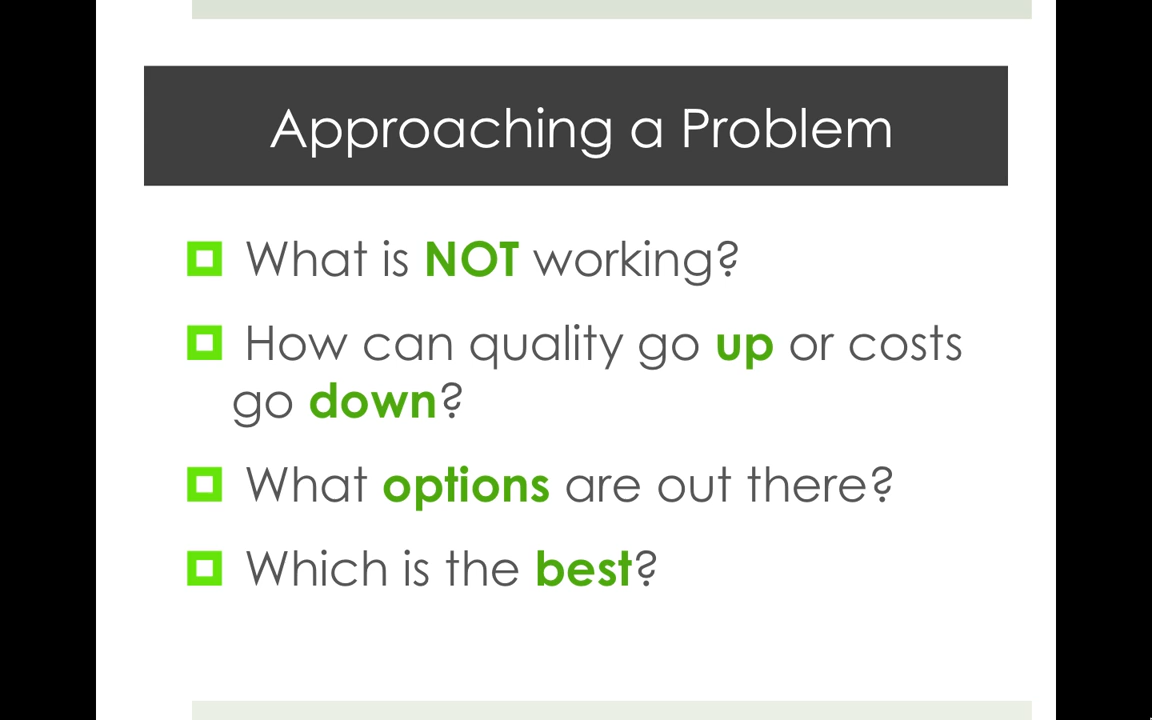 Approaching a Problem
What is NOT working?
How can quality go up or costs
go down?
What options are out there?
Which is the best?